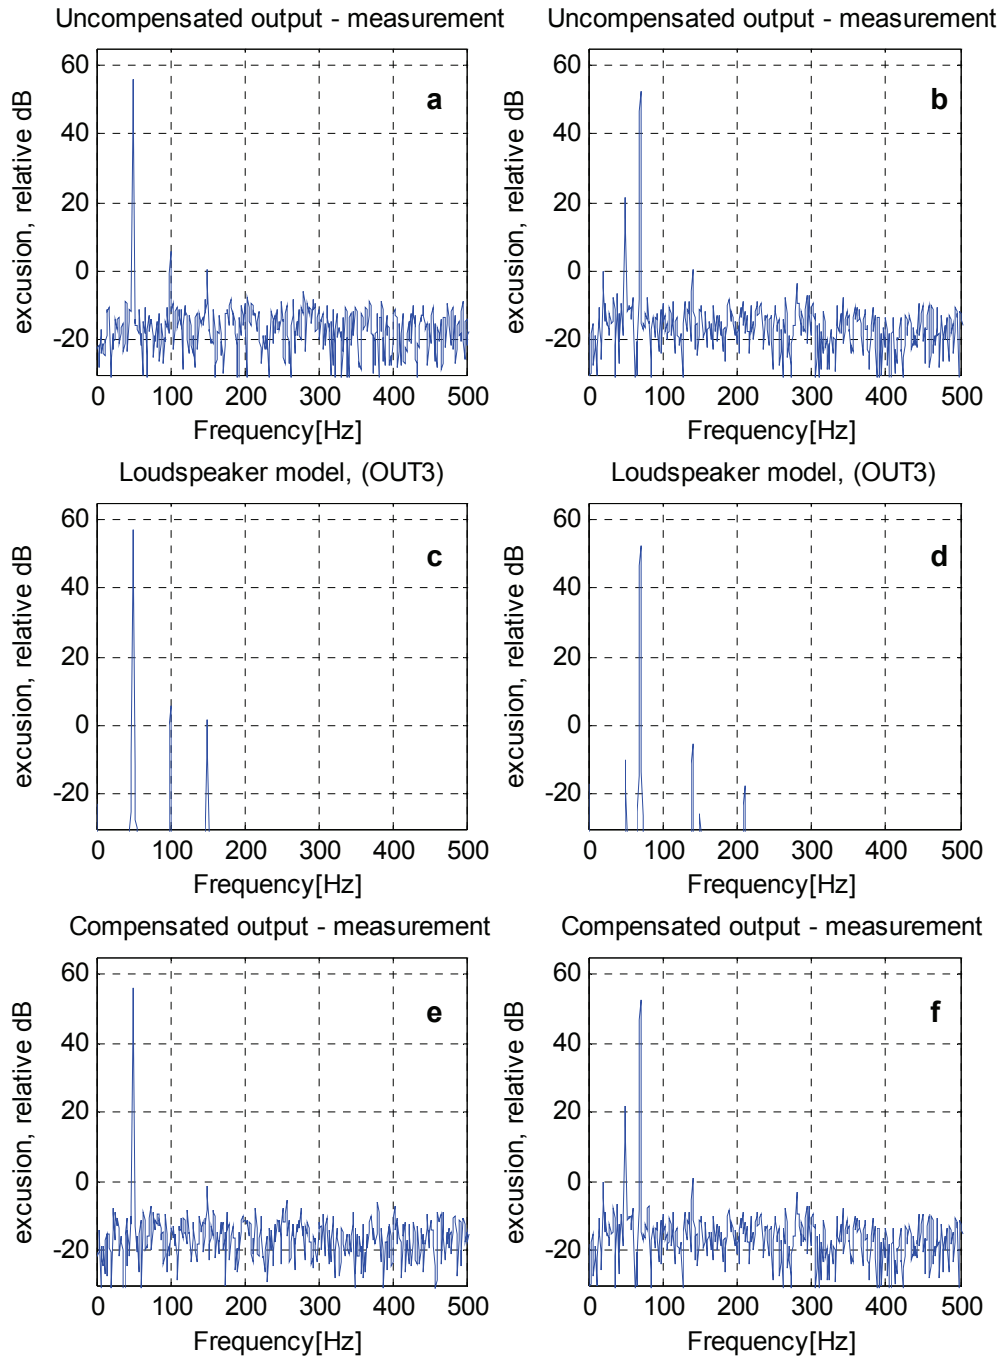 Uncompensated output - measurement
60
40
20
0
-20
excusion, relative dB
a
0 100 200 300 400 500
Frequency[Hz]
Uncompensated output - measurement
60
40
20
0
-20
excusion, relative dB
b
0 100 200 300 400 500
Frequency[Hz]
Loudspeaker model, (OUT3)
60
40
20
0
-20
excusion, relative dB
c
0 100 200 300 400 500
Frequency[Hz]
Loudspeaker model, (OUT3)
60
40
20
0
-20
excusion, relative dB
d
0 100 200 300 400 500
Frequency[Hz]
Compensated output - measurement
60
40
20
0
-20
excusion, relative dB
e
0 100 200 300 400 500
Frequency[Hz]
Compensated output - measurement
60
40
20
0
-20
excusion, relative dB
f
0 100 200 300 400 500
Frequency[Hz]